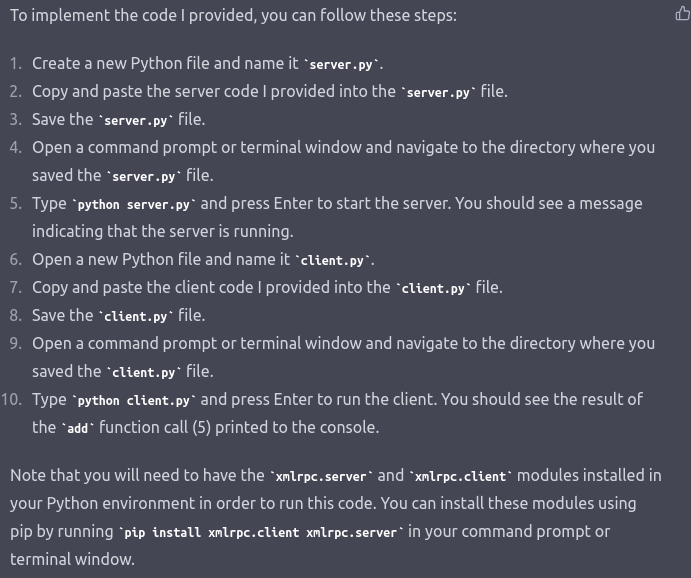 To implement the code I provided, you can follow these steps:
1. Create a new Python file and name it `server.py`.
2. Copy and paste the server code I provided into the `server.py` file.
3. Save the `server.py` file.
4. Open a command prompt or terminal window and navigate to the directory where you
saved the `server.py` file.
5. Type `python server.py` and press Enter to start the server. You should see a message
indicating that the server is running.
6. Open a new Python file and name it `client.py`.
7. Copy and paste the client code I provided into the `client.py` file.
8. Save the `client.py` file.
9. Open a command prompt or terminal window and navigate to the directory where you
saved the `client.py` file.
10. Type `python client.py` and press Enter to run the client. You should see the result of
the `add` function call (5) printed to the console.
Note that you will need to have the `xmlrpc.server` and `xmlrpc.client` modules installed in
your Python environment in order to run this code. You can install these modules using
pip by running `pip install xmlrpc.client xmlrpc.server` in your command prompt or
terminal window.